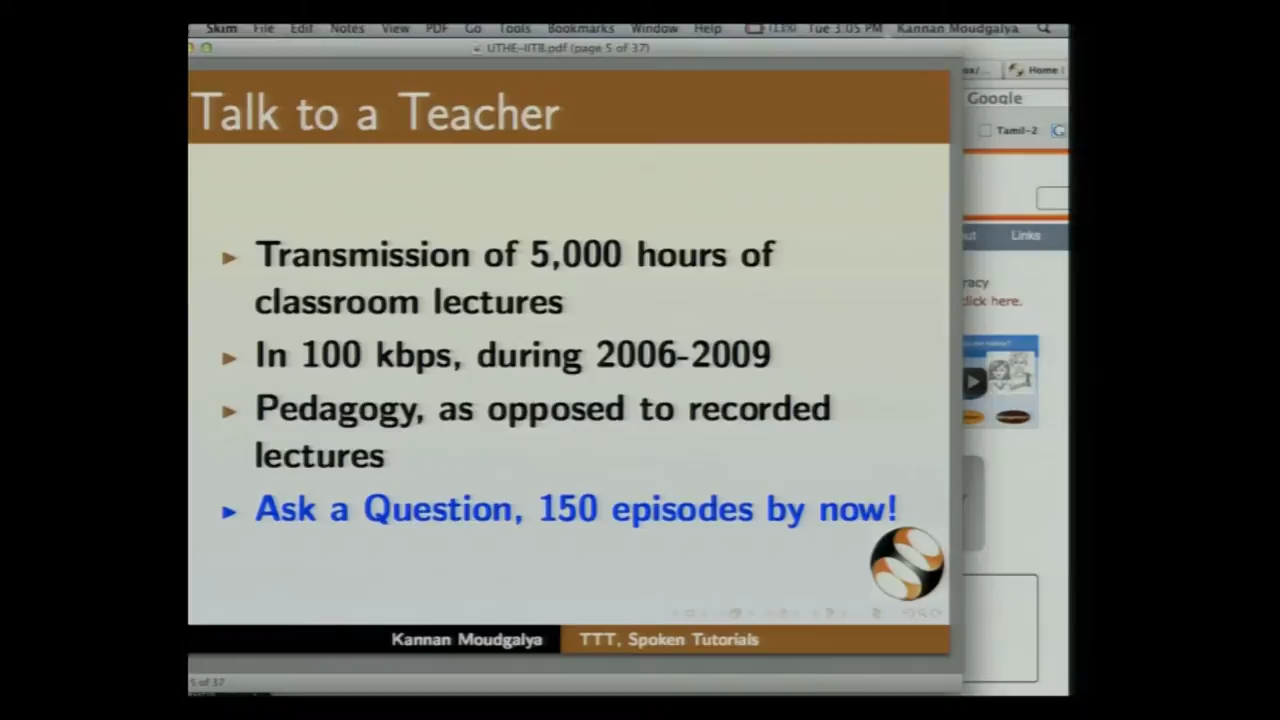 Skim File Edit Notes View PDF Go Tools Bookmarks Window Help Tue 3:05 PM Kannan Moudgalya
UTHE-IITB.pdf (page 5 of 37)
Home
Google
Tamil-2
Talk to a Teacher
Links
Transmission of 5,000 hours of
classroom lectures
click here.
In 100 kbps, during 2006-2009
Pedagogy, as opposed to recorded
lectures
Ask a Question, 150 episodes by now!
Kannan Moudgalya TTT, Spoken Tutorials
5 of 37